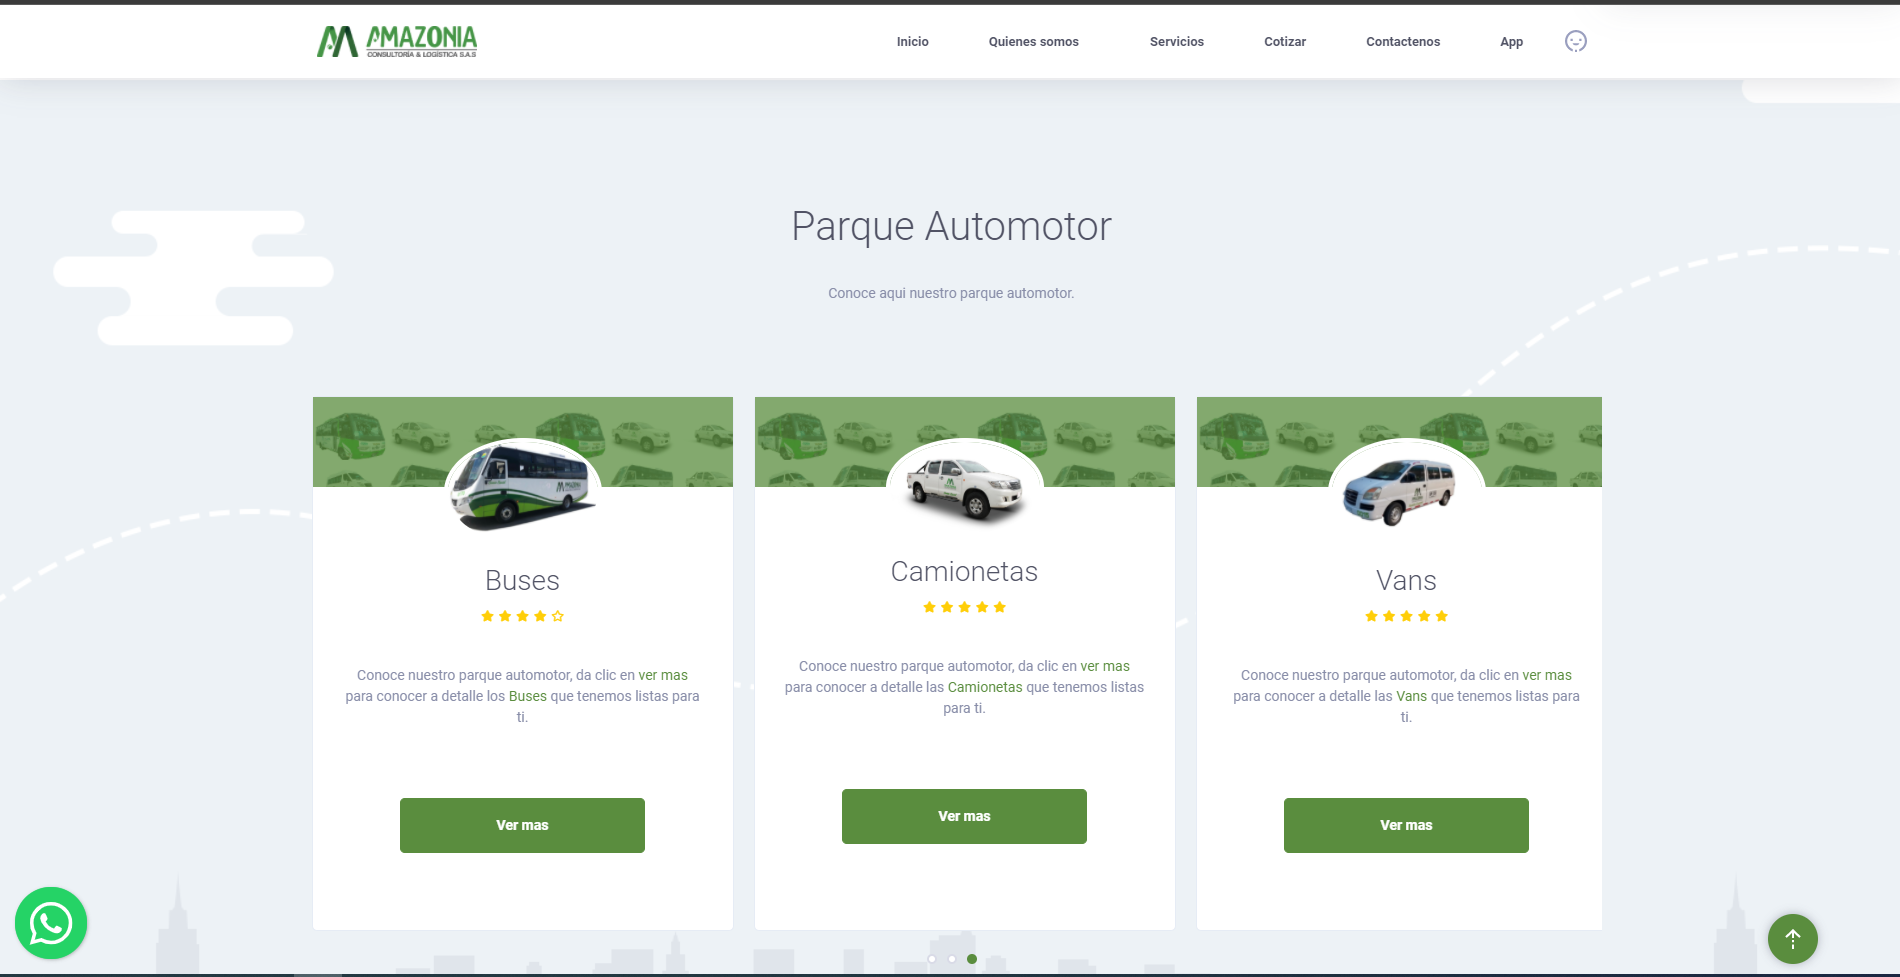 AMAZONIA
CONSULTORÍA & LOGÍSTICA S.A.S
Inicio
Quienes somos
Servicios
Cotizar
Contactenos
App
Parque Automotor
Conoce aqui nuestro parque automotor.
Buses
Conoce nuestro parque automotor, da clic en ver mas
para conocer a detalle los Buses que tenemos listas para
ti.
Ver mas
Camionetas
Conoce nuestro parque automotor, da clic en ver mas
para conocer a detalle las Camionetas que tenemos listas
para ti.
Ver mas
Vans
Conoce nuestro parque automotor, da clic en ver mas
para conocer a detalle las Vans que tenemos listas para
ti.
Ver mas